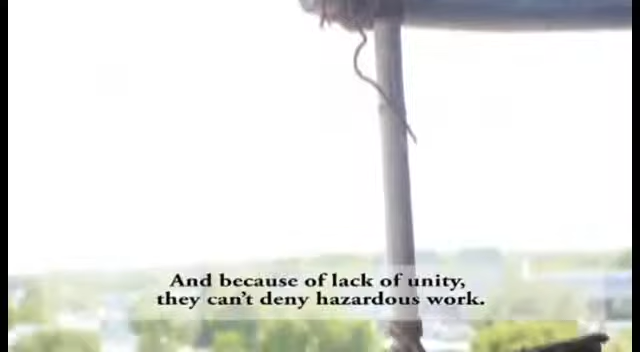 And because of lack of unity,
they can't deny hazardous work.